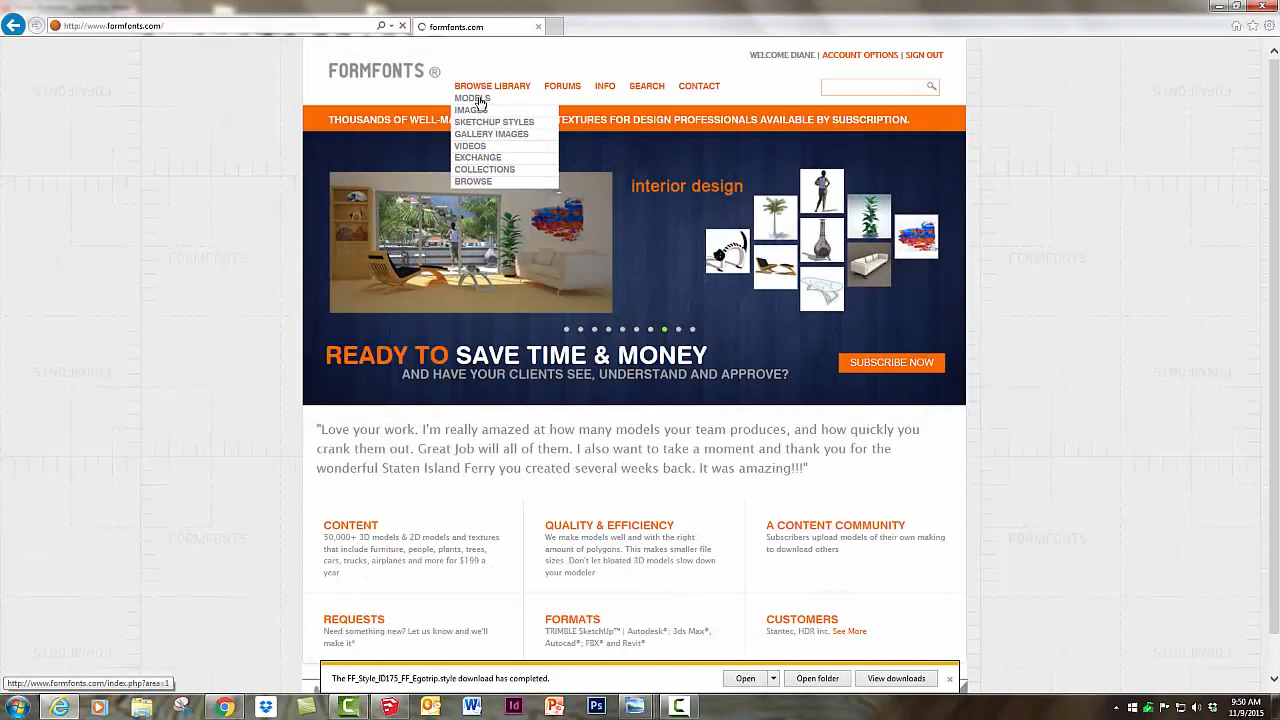 http://www.formfonts.com/
formfonts.com
WELCOME DIANE | ACCOUNT OPTIONS | SIGN OUT
FORMFONTS ®
BROWSE LIBRARY FORUMS INFO SEARCH CONTACT
MODELS
IMAGES
THOUSANDS OF WELL-MA
EXTURES FOR DESIGN PROFESSIONALS AVAILABLE BY SUBSCRIPTION.
SKETCHUP STYLES
GALLERY IMAGES
VIDEOS
EXCHANGE
COLLECTIONS
BROWSE
interior design
READY TO SAVE TIME & MONEY
AND HAVE YOUR CLIENTS SEE, UNDERSTAND AND APPROVE?
SUBSCRIBE NOW
"Love your work. I'm really amazed at how many models your team produces, and how quickly you
crank them out. Great Job will all of them. I also want to take a moment and thank you for the
wonderful Staten Island Ferry you created several weeks back. It was amazing!!!"
CONTENT
50,000+ 3D models & 2D models and textures
that include furniture, people, plants, trees,
cars, trucks, airplanes and more for $199 a
year
QUALITY & EFFICIENCY
We make models well and with the right
amount of polygons. This makes smaller file
sizes. Don't let bloated 3D models slow down
your modeler
A CONTENT COMMUNITY
Subscribers upload models of their own making
to download others
REQUESTS
Need something new? Let us know and we'll
make it*
FORMATS
TRIMBLE SketchUp™ | Autodesk®: 3ds Max®,
Autocad®; FBX® and Revit®
CUSTOMERS
Stantec, HDR inc. See More
The FF_Style_ID175_FF_Egotrip.style download has completed.
Open
Open folder
View downloads
http://www.formfonts.com/index.php?area=1
9:50 AM
11/9/2015